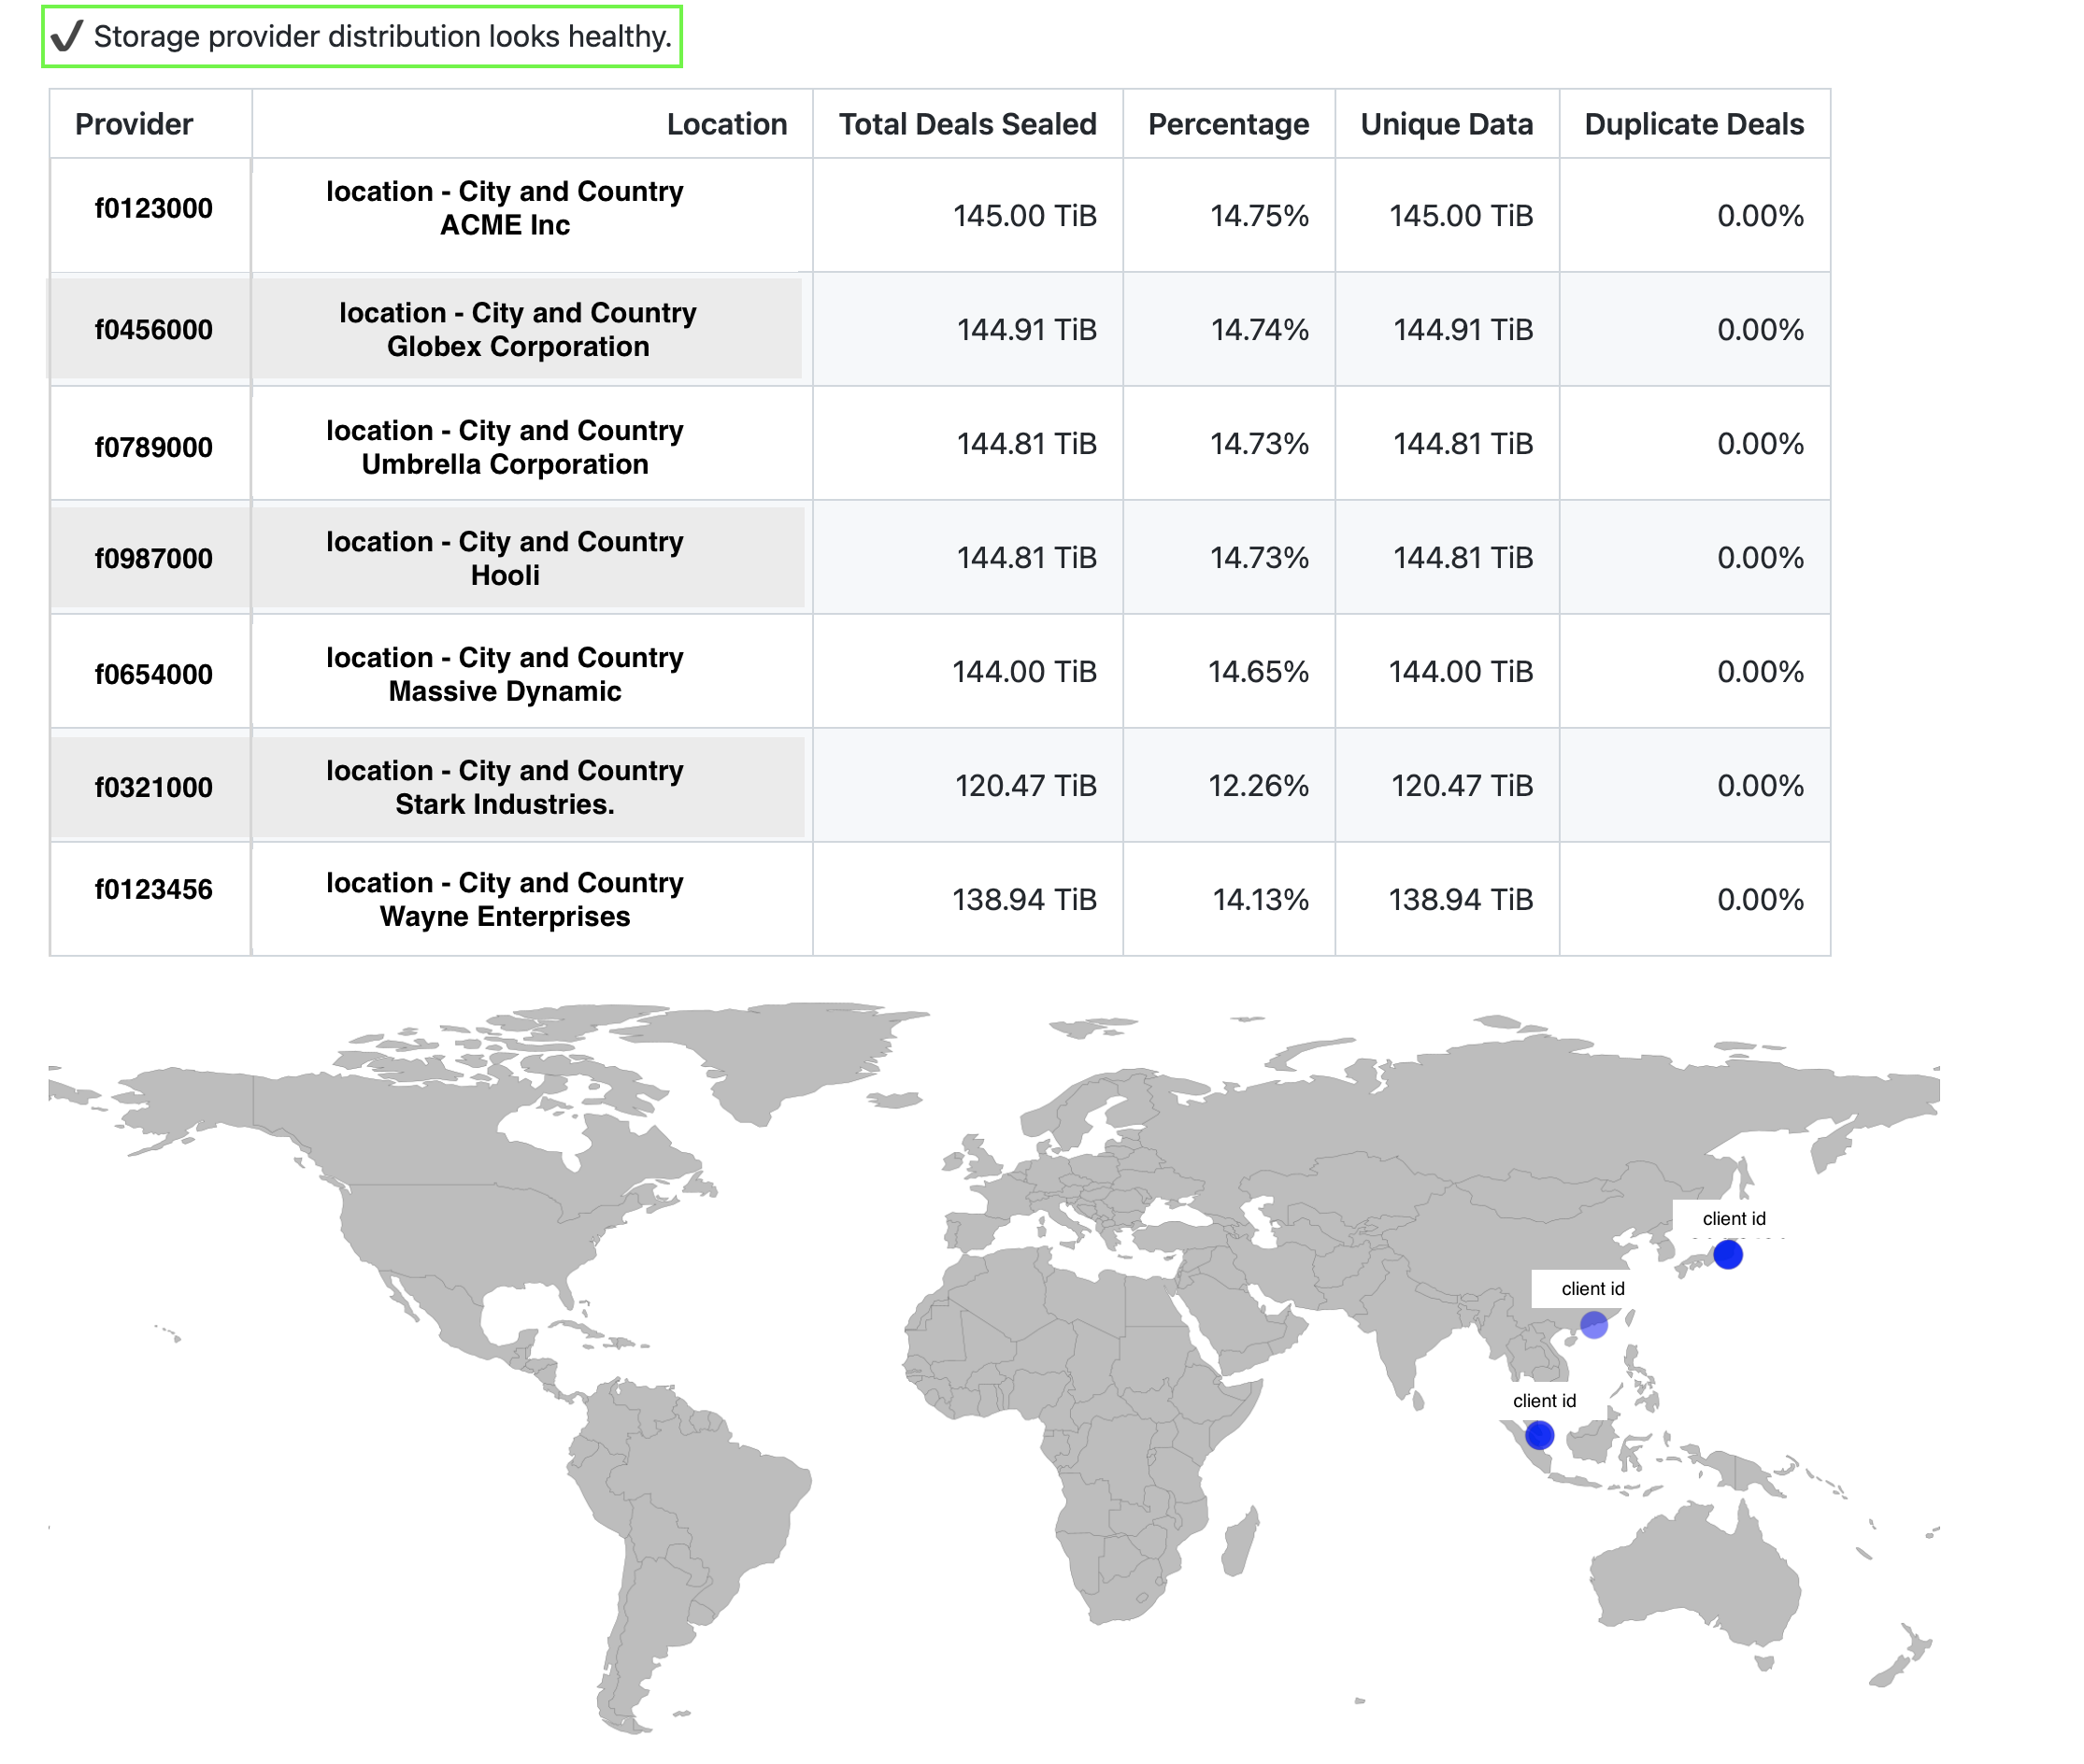 ✔ Storage provider distribution looks healthy.
Provider Location Total Deals Sealed Percentage Unique Data Duplicate Deals
f0123000 location - City and Country
ACME Inc 145.00 TiB 14.75% 145.00 TiB 0.00%
f0456000 location - City and Country
Globex Corporation 144.91 TiB 14.74% 144.91 TiB 0.00%
f0789000 location - City and Country
Umbrella Corporation 144.81 TiB 14.73% 144.81 TiB 0.00%
f0987000 location - City and Country
Hooli 144.81 TiB 14.73% 144.81 TiB 0.00%
f0654000 location - City and Country
Massive Dynamic 144.00 TiB 14.65% 144.00 TiB 0.00%
f0321000 location - City and Country
Stark Industries. 120.47 TiB 12.26% 120.47 TiB 0.00%
f0123456 location - City and Country
Wayne Enterprises 138.94 TiB 14.13% 138.94 TiB 0.00%
client id
client id
client id